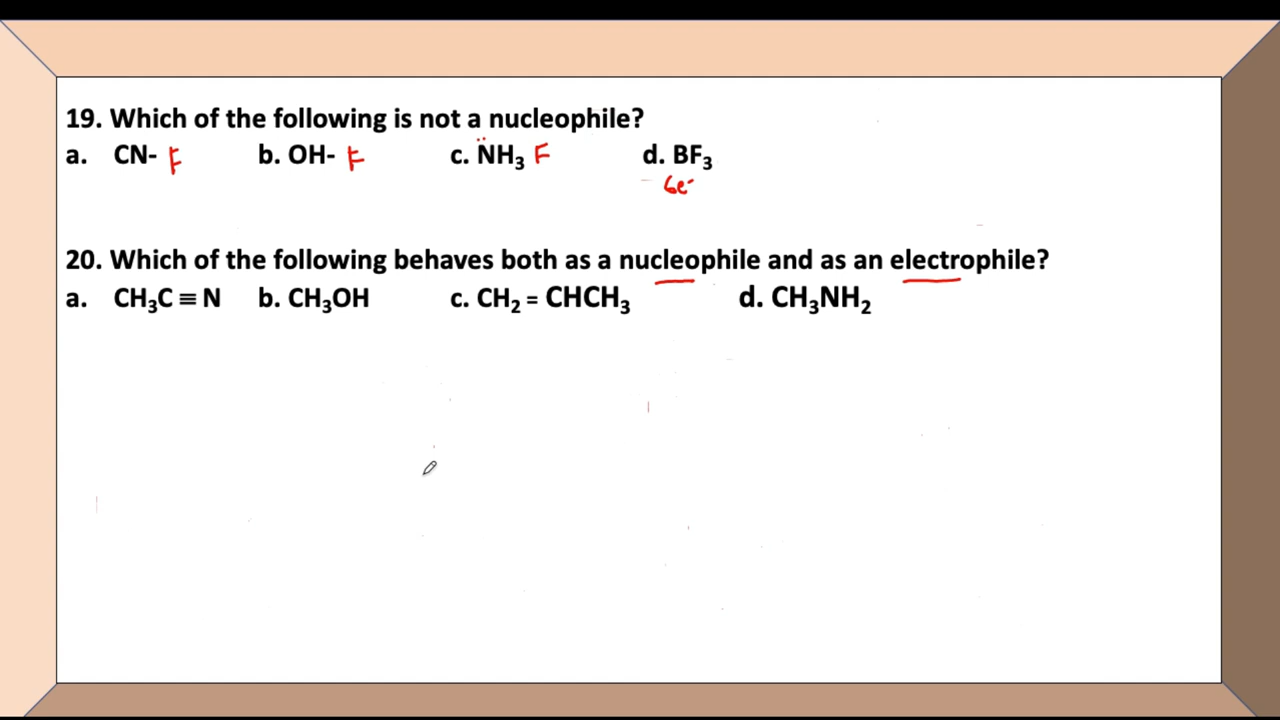 19. Which of the following is not a nucleophile?
a. CN- F b. OH- F c. N̈H₃ F d. BF₃
6e⁻
20. Which of the following behaves both as a nucleophile and as an electrophile?
a. CH₃C ≡ N b. CH₃OH c. CH₂ = CHCH₃ d. CH₃NH₂